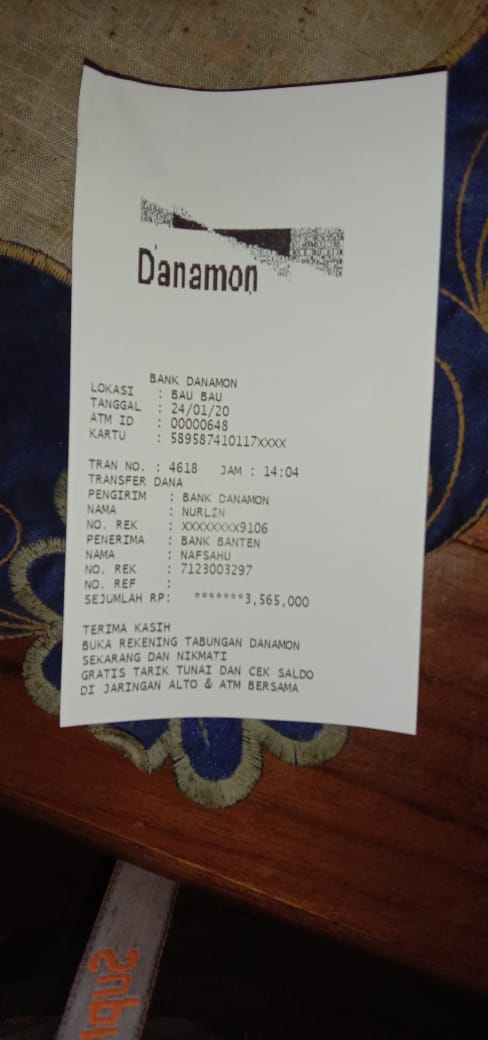 Danamon
BANK DANAMON
LOKASI : BAU BAU
TANGGAL : 24/01/20
ATM ID : 00000648
KARTU : 589587410117XXXX
TRAN NO. : 4618 JAM : 14:04
TRANSFER DANA
PENGIRIM : BANK DANAMON
NAMA : NURLIN
NO. REK : XXXXXXXX9106
PENERIMA : BANK BANTEN
NAMA : NAFSAHU
NO. REK : 7123003297
NO. REF :
SEJUMLAH RP: *******3,565,000
TERIMA KASIH
BUKA REKENING TABUNGAN DANAMON
SEKARANG DAN NIKMATI
GRATIS TARIK TUNAI DAN CEK SALDO
DI JARINGAN ALTO & ATM BERSAMA